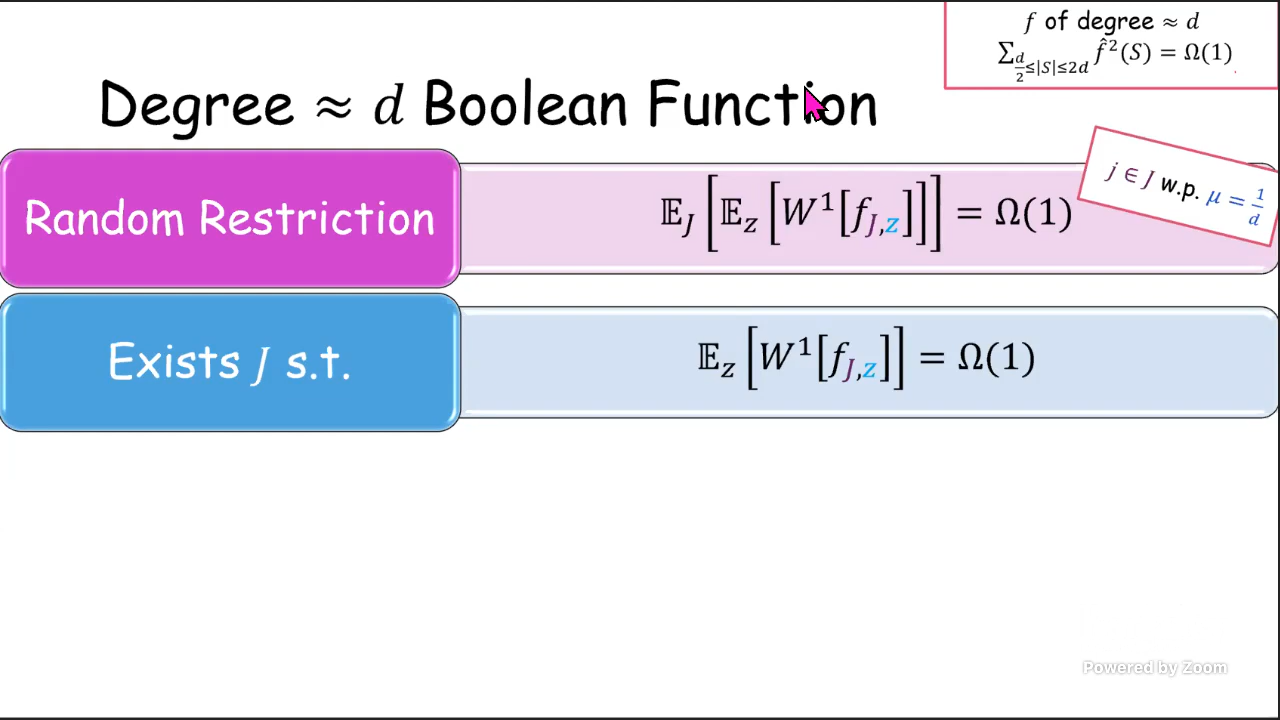 f of degree ≈ d
∑_{d/2≤|S|≤2d} f̂²(S) = Ω(1)
Degree ≈ d Boolean Function
j ∈ J w.p. μ = 1/d
Random Restriction
𝔼_J[𝔼_z[W¹[f_{J,z}]]] = Ω(1)
Exists J s.t.
𝔼_z[W¹[f_{J,z}]] = Ω(1)
Powered by Zoom